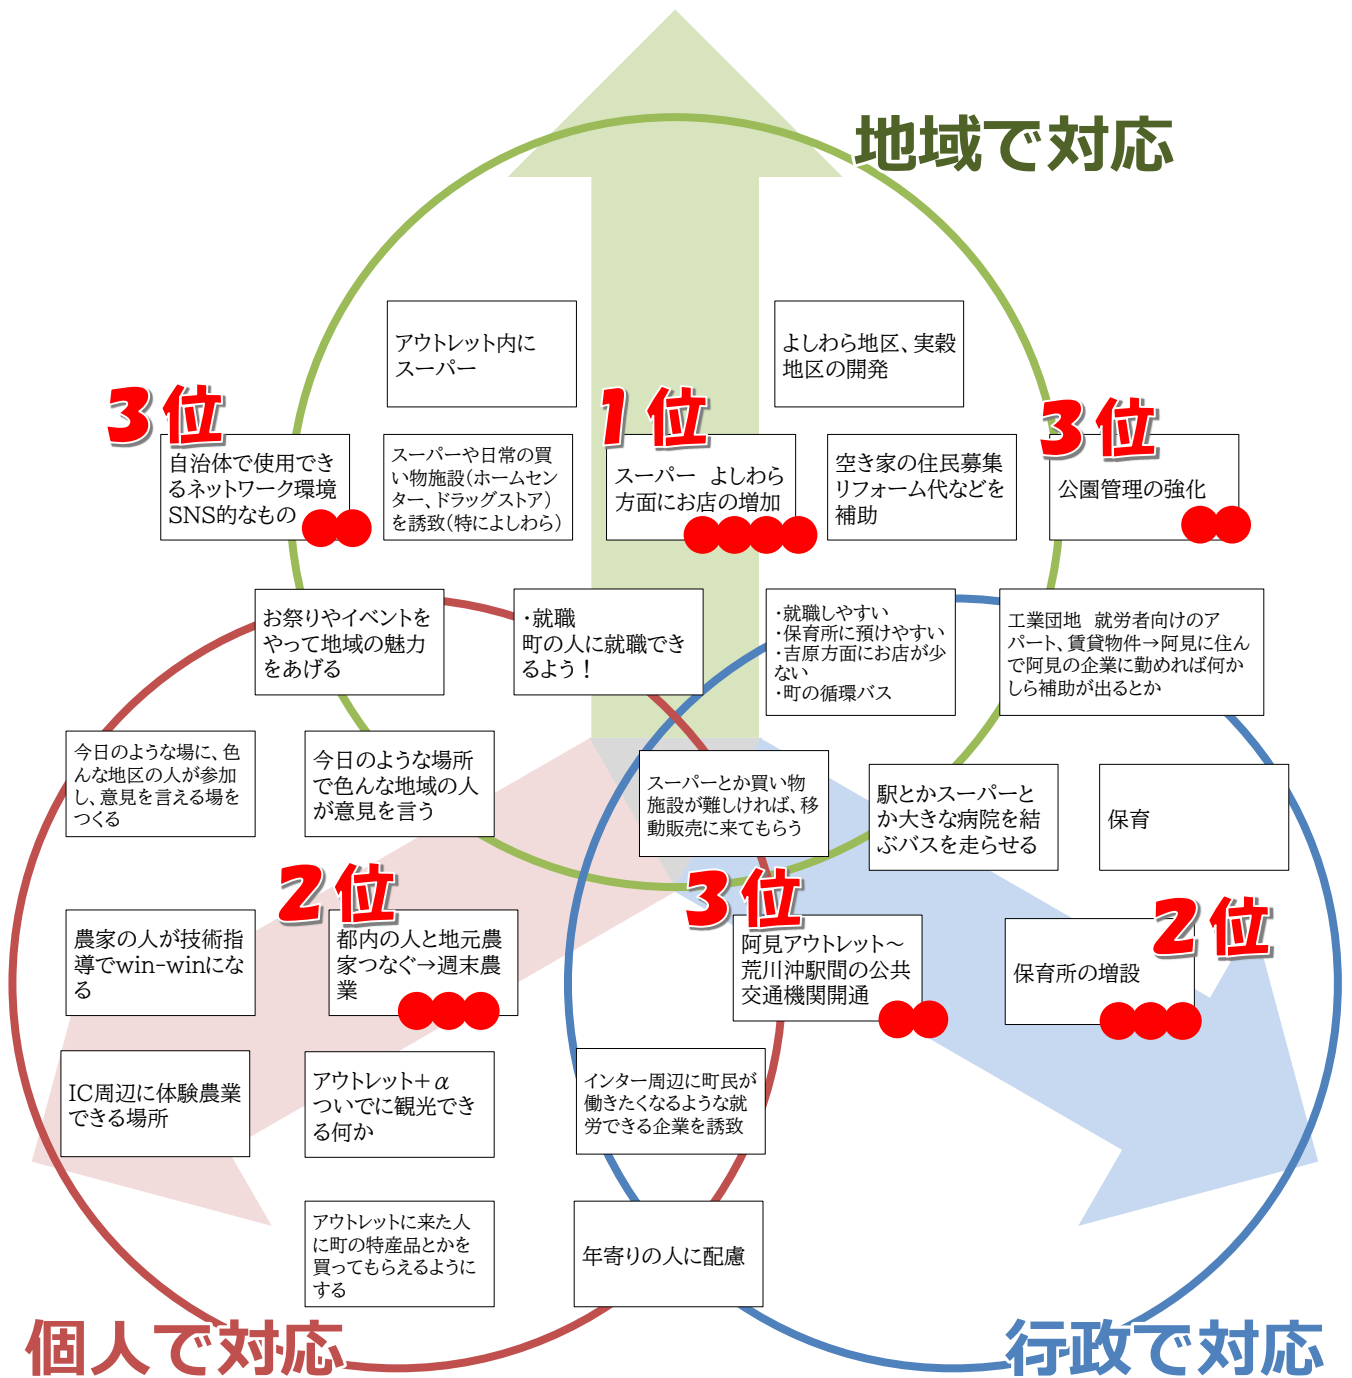 地域で対応
アウトレット内に
スーパー
よしわら地区、実穀
地区の開発
3位
自治体で使用でき
るネットワーク環境
SNS的なもの
スーパーや日常の買
い物施設(ホームセン
ター、ドラッグストア)
を誘致(特によしわら)
1位
スーパー　よしわら
方面にお店の増加
空き家の住民募集
リフォーム代などを
補助
3位
公園管理の強化
お祭りやイベントを
やって地域の魅力
をあげる
・就職
町の人に就職でき
るよう！
・就職しやすい
・保育所に預けやすい
・吉原方面にお店が少
ない
・町の循環バス
工業団地　就労者向けのア
パート、賃貸物件→阿見に住ん
で阿見の企業に勤めれば何か
しら補助が出るとか
今日のような場に、色
んな地区の人が参加
し、意見を言える場を
つくる
今日のような場所
で色んな地域の人
が意見を言う
スーパーとか買い物
施設が難しければ、移
動販売に来てもらう
駅とかスーパーと
か大きな病院を結
ぶバスを走らせる
保育
農家の人が技術指
導でwin-winにな
る
2位
都内の人と地元農
家つなぐ→週末農
業
3位
阿見アウトレット～
荒川沖駅間の公共
交通機関開通
2位
保育所の増設
IC周辺に体験農業
できる場所
アウトレット＋α
ついでに観光でき
る何か
インター周辺に町民が
働きたくなるような就
労できる企業を誘致
アウトレットに来た人
に町の特産品とかを
買ってもらえるように
する
年寄りの人に配慮
個人で対応
行政で対応